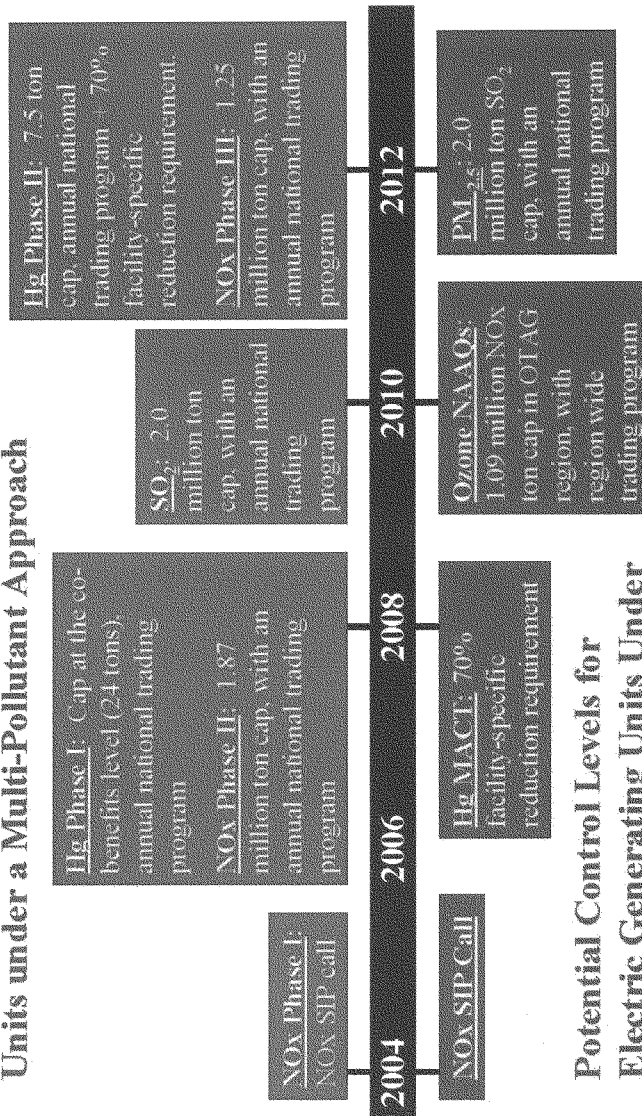 Units under a Multi-Pollutant Approach
NOx Phase I:
NOx SIP call
Hg Phase I: Cap at the co-
benefits level (24 tons),
annual national trading
program
NOx Phase II: 1.87
million ton cap, with an
annual national trading
program
SO2: 2.0
million ton
cap, with an
annual national
trading
program
Hg Phase II: 7.5 ton
cap, annual national
trading program + 70%
facility-specific
reduction requirement.
NOx Phase III: 1.25
million ton cap, with an
annual national trading
program
2004
2006
2008
2010
2012
NOx SIP Call
Hg MACT: 70%
facility-specific
reduction requirement
Ozone NAAQs:
1.09 million NOx
ton cap in OTAG
region, with
region wide
trading program
PM2.5: 2.0
million ton SO2
cap, with an
annual national
trading program
Potential Control Levels for
Electric Generating Units Under